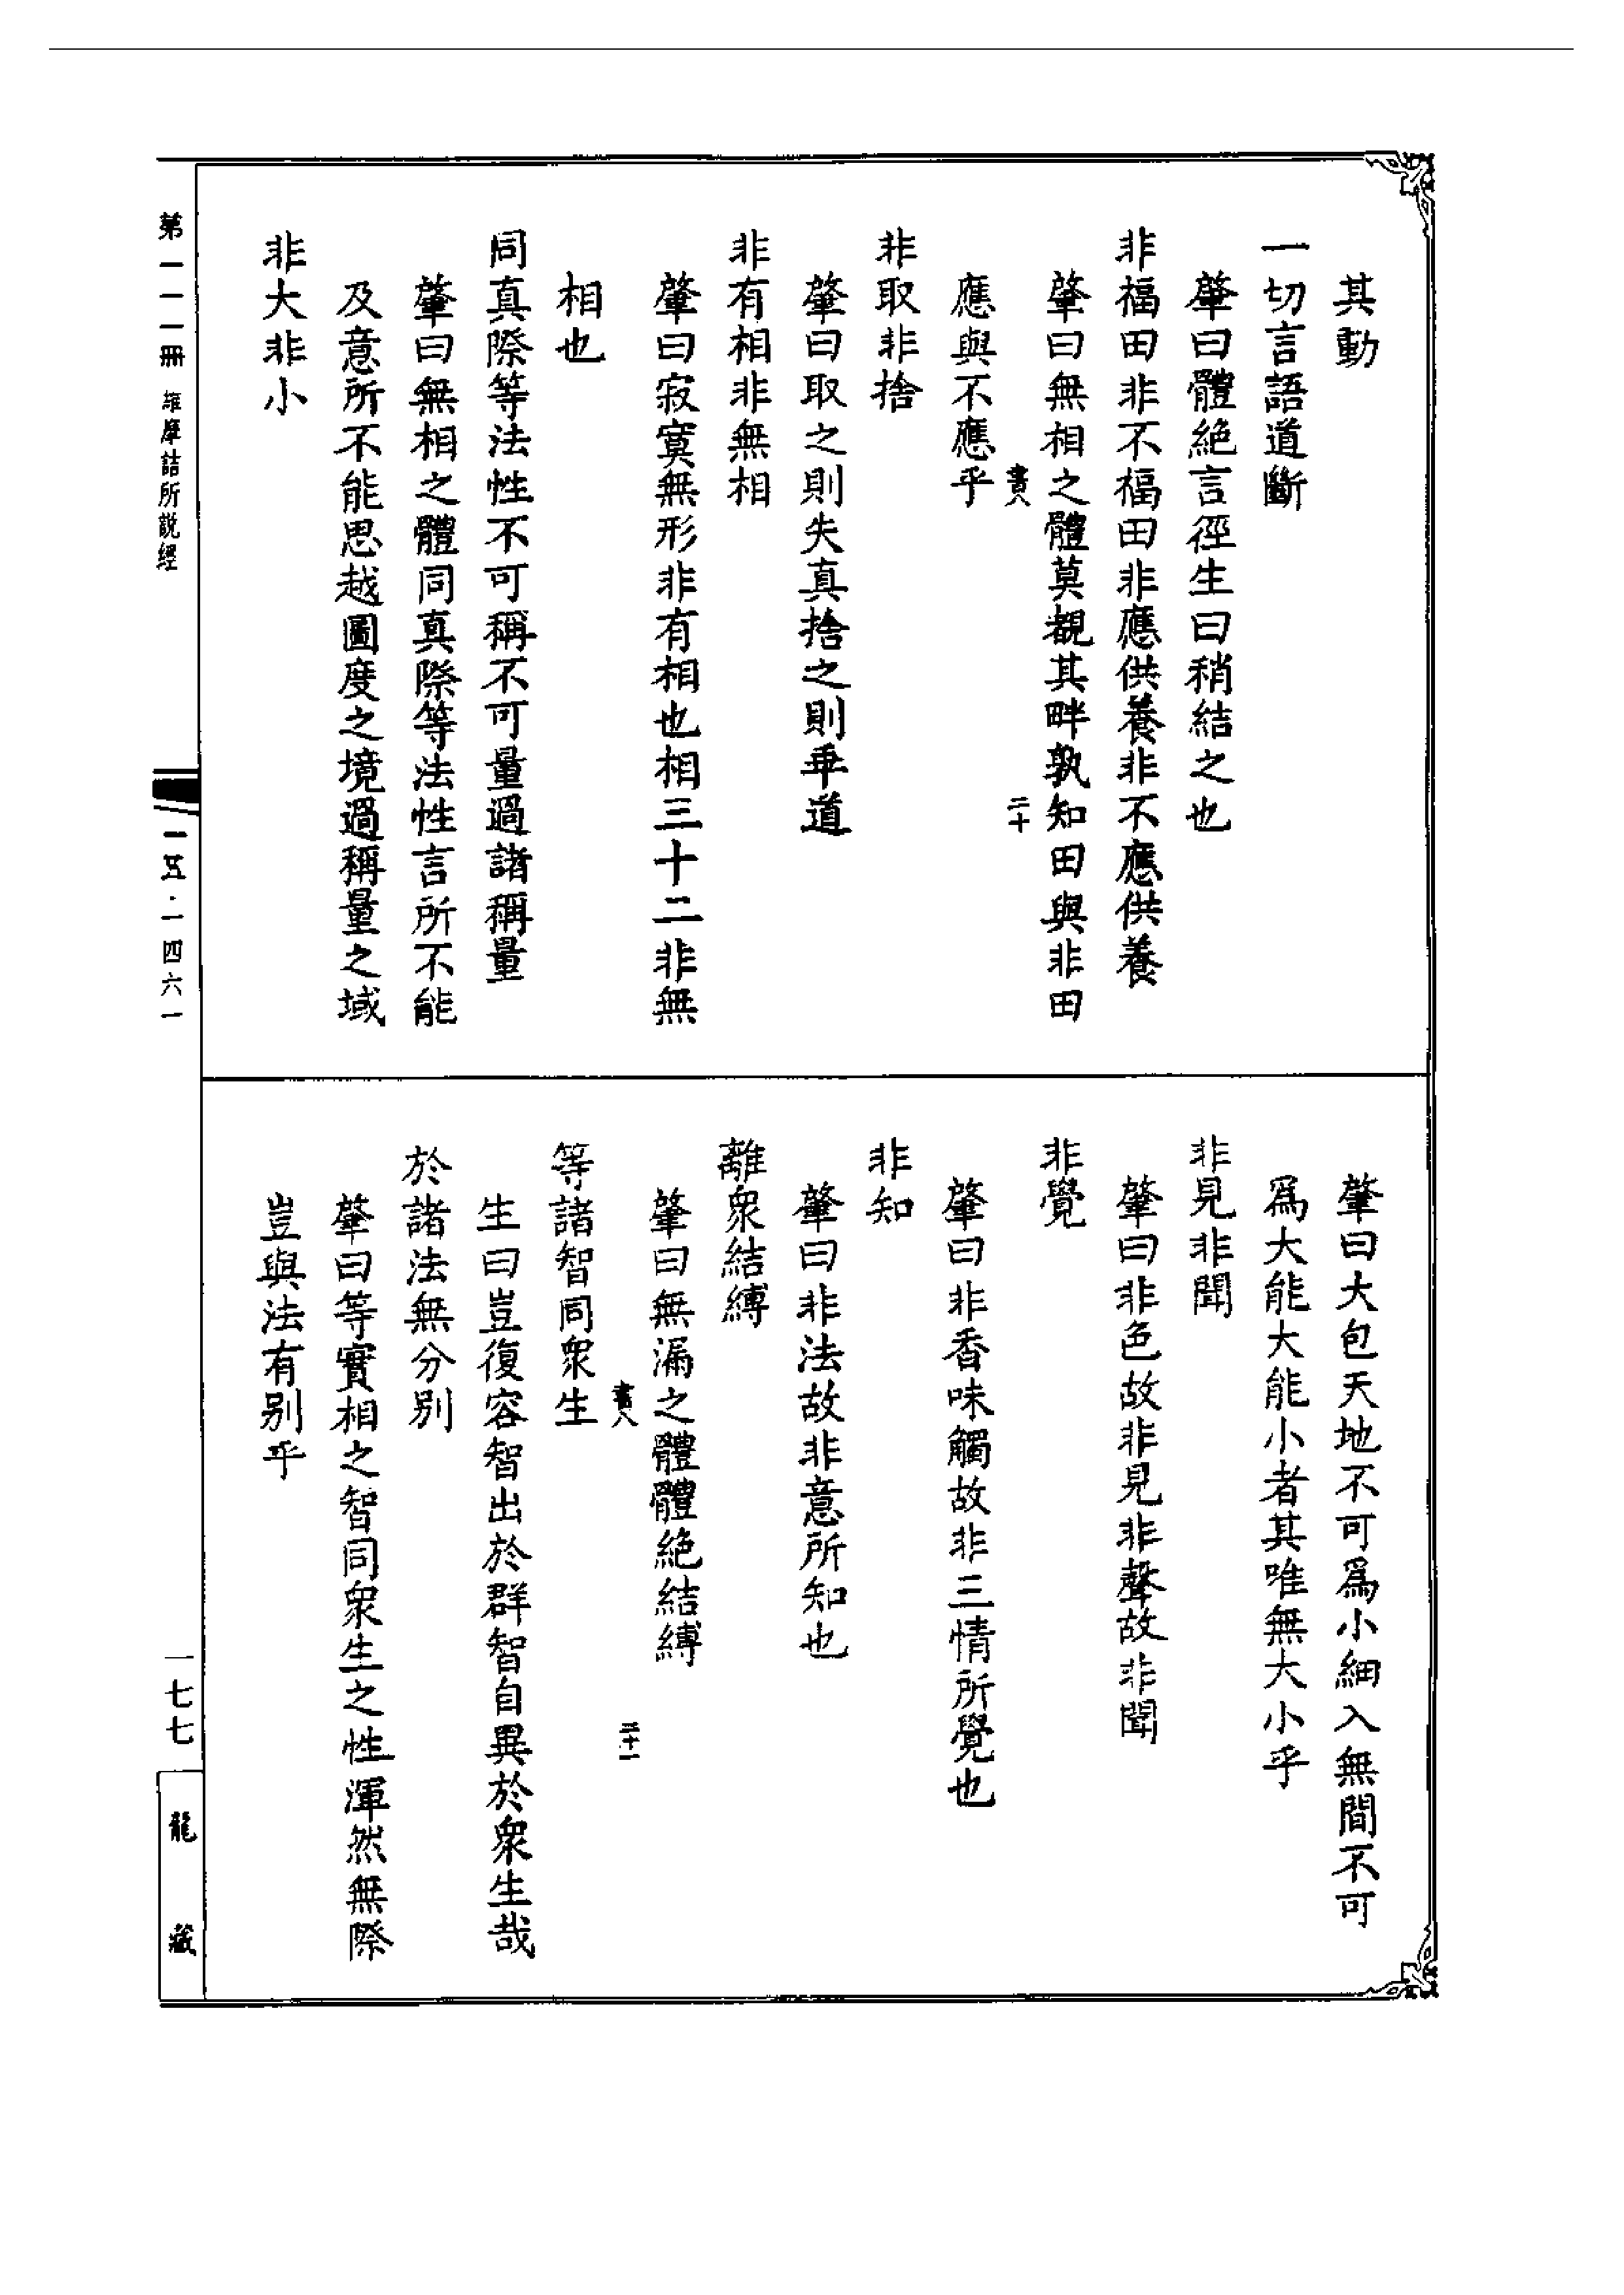 其動
一切言語道斷
肇曰體絕言徑生曰稍結之也
非福田非不福田非應供養非不應供養
肇曰無相之體莫覩其畔孰知田與非田
二十
應與不應乎
非取非捨
肇曰取之則失真捨之則乖道
非有相非無相
肇曰寂寞無形非有相也相三十二非無
相也
同真際等法性不可稱不可量過諸稱量
肇曰無相之體同真際等法性言所不能
及意所不能思越圖度之境過稱量之域
非大非小
肇曰大包天地不可爲小細入無間不可
爲大能大能小者其唯無大小乎
非見非聞
肇曰非色故非見非聲故非聞
非覺
肇曰非香味觸故非三情所覺也
非知
肇曰非法故非意所知也
離衆結縛
肇曰無漏之體體絕結縛
二十一
等諸智同衆生
生曰豈復容智出於群智自異於衆生哉
於諸法無分別
肇曰等實相之智同衆生之性渾然無際
豈與法有別乎
第一一一冊 維摩詰所說經
一五·一四六一
一七七
龍藏